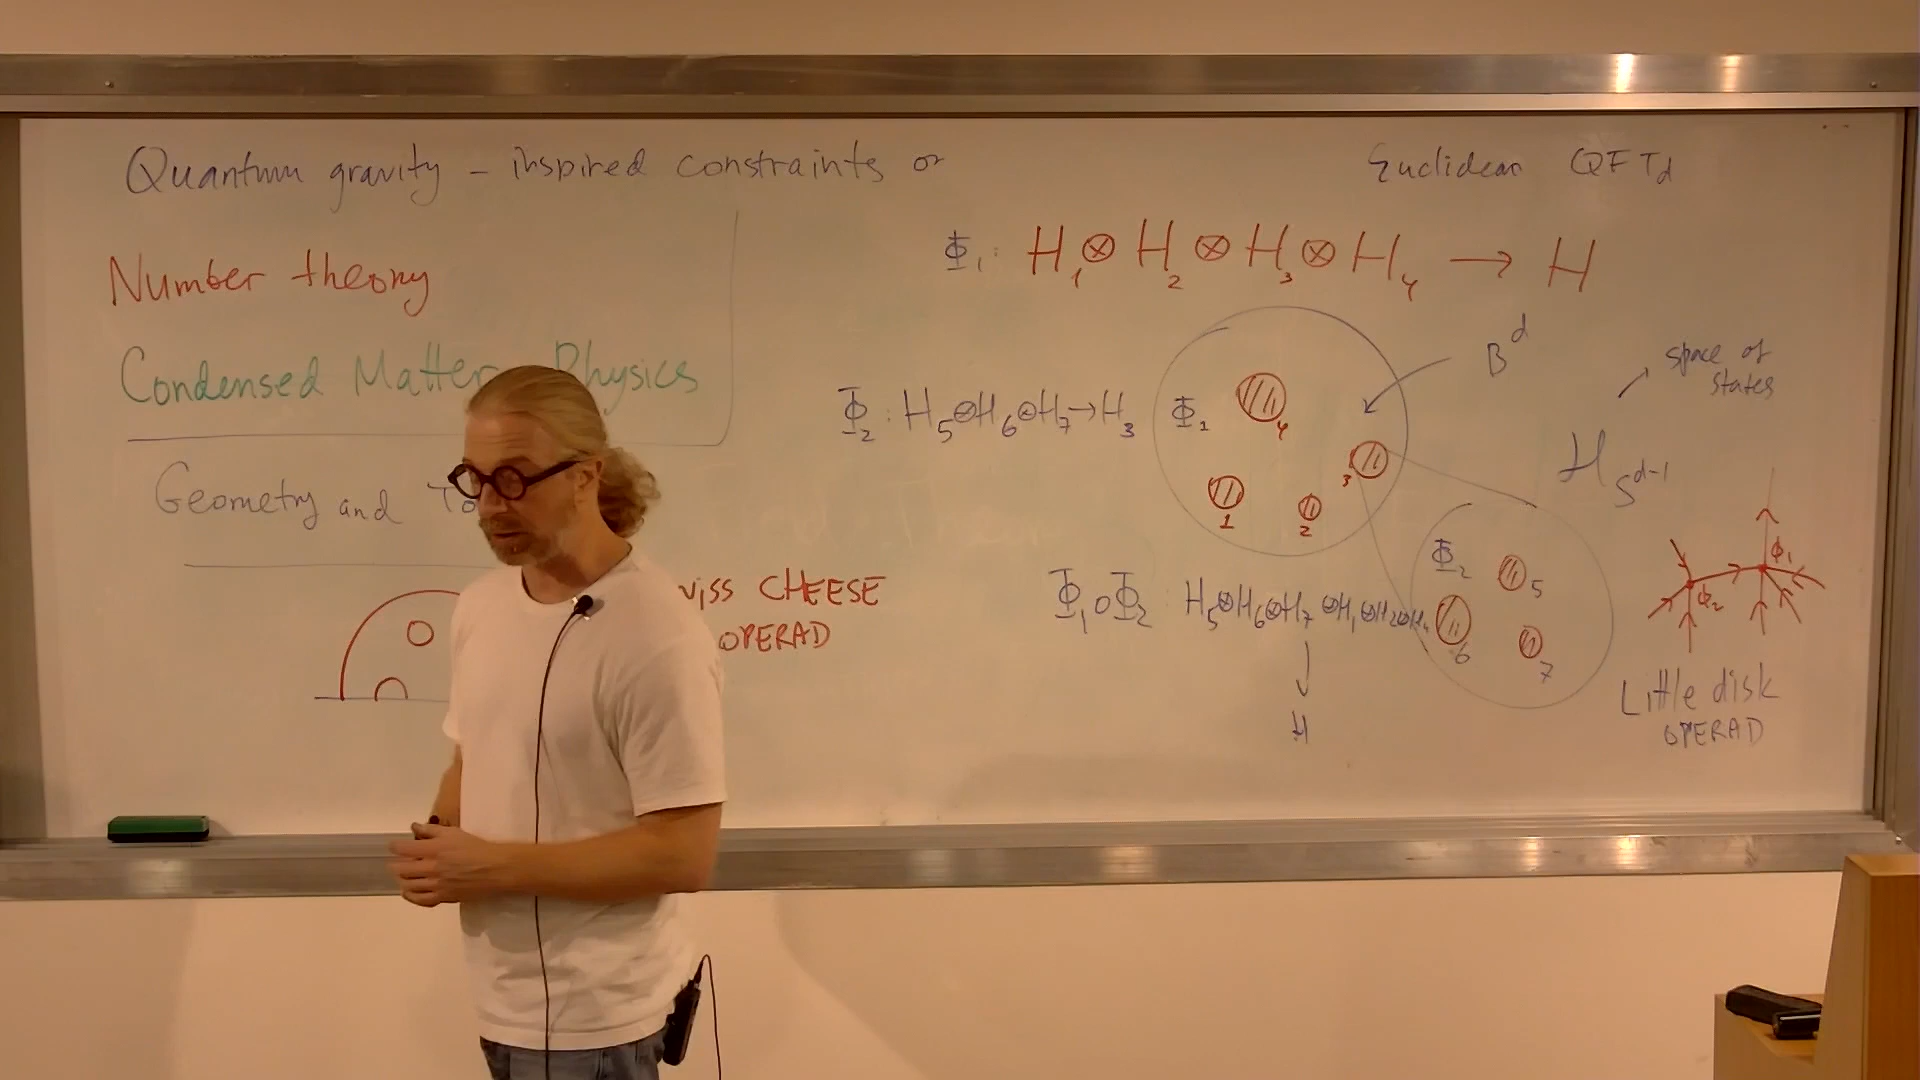 Quantum gravity - inspired constraints on
Number theory
Condensed Matter Physics
Geometry and To
ISS CHEESE
OPERAD
Euclidean QFT_d
Φ₁: H₁ ⊗ H₂ ⊗ H₃ ⊗ H₄ → H
B^d
space of
states
Φ₂: H₅⊗H₆⊗H₇→H₃
Φ₁
4
3
1
2
H_{S^{d-1}}
Φ₁∘Φ₂ H₅⊗H₆⊗H₇⊗H₁⊗H₂⊗H₄
↓
H
Φ₂
5
6
7
Φ₁
Φ₂
Little disk
OPERAD